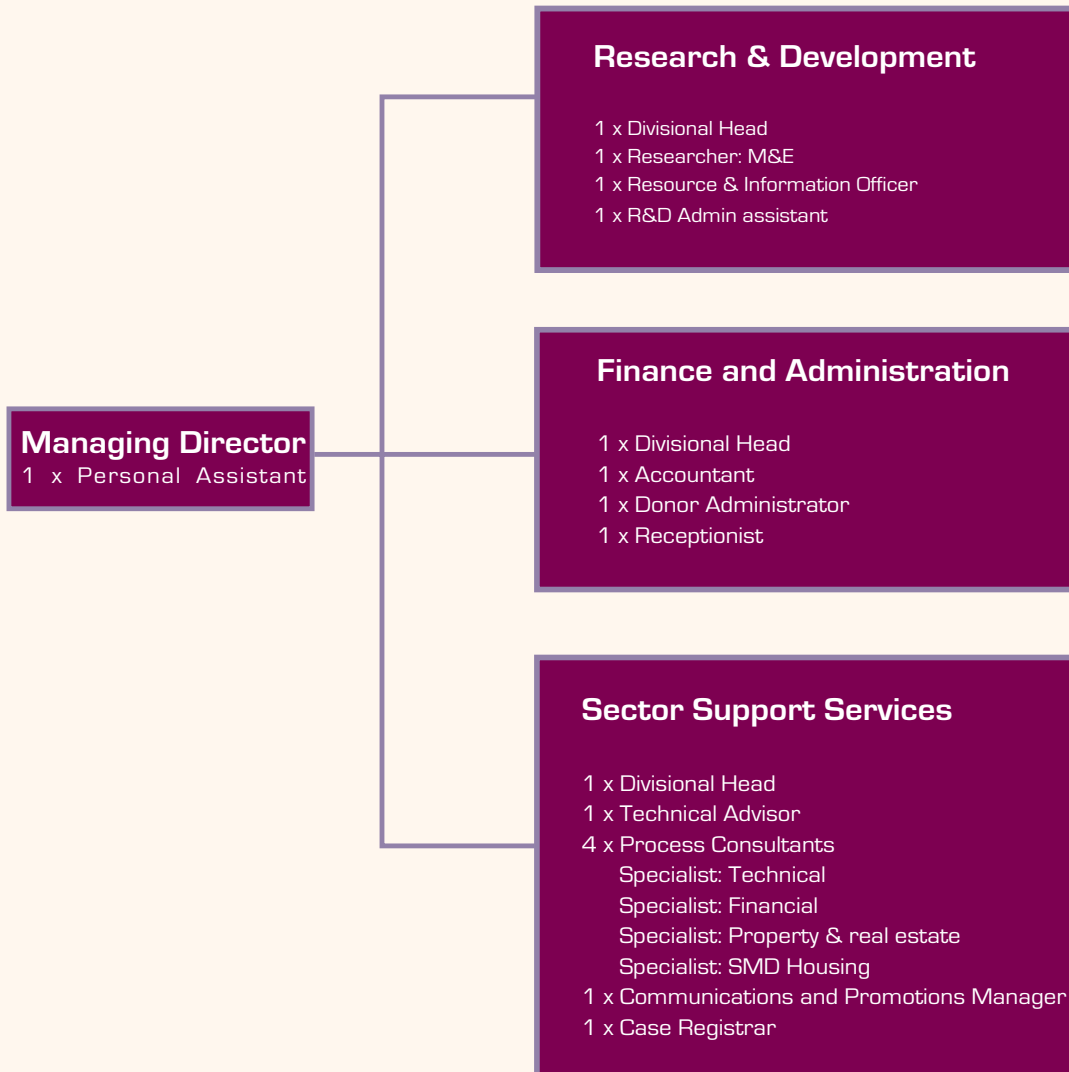 Research & Development
1 x Divisional Head
1 x Researcher: M&E
1 x Resource & Information Officer
1 x R&D Admin assistant
Finance and Administration
1 x Divisional Head
1 x Accountant
1 x Donor Administrator
1 x Receptionist
Managing Director
1 x Personal Assistant
Sector Support Services
1 x Divisional Head
1 x Technical Advisor
4 x Process Consultants
Specialist: Technical
Specialist: Financial
Specialist: Property & real estate
Specialist: SMD Housing
1 x Communications and Promotions Manager
1 x Case Registrar